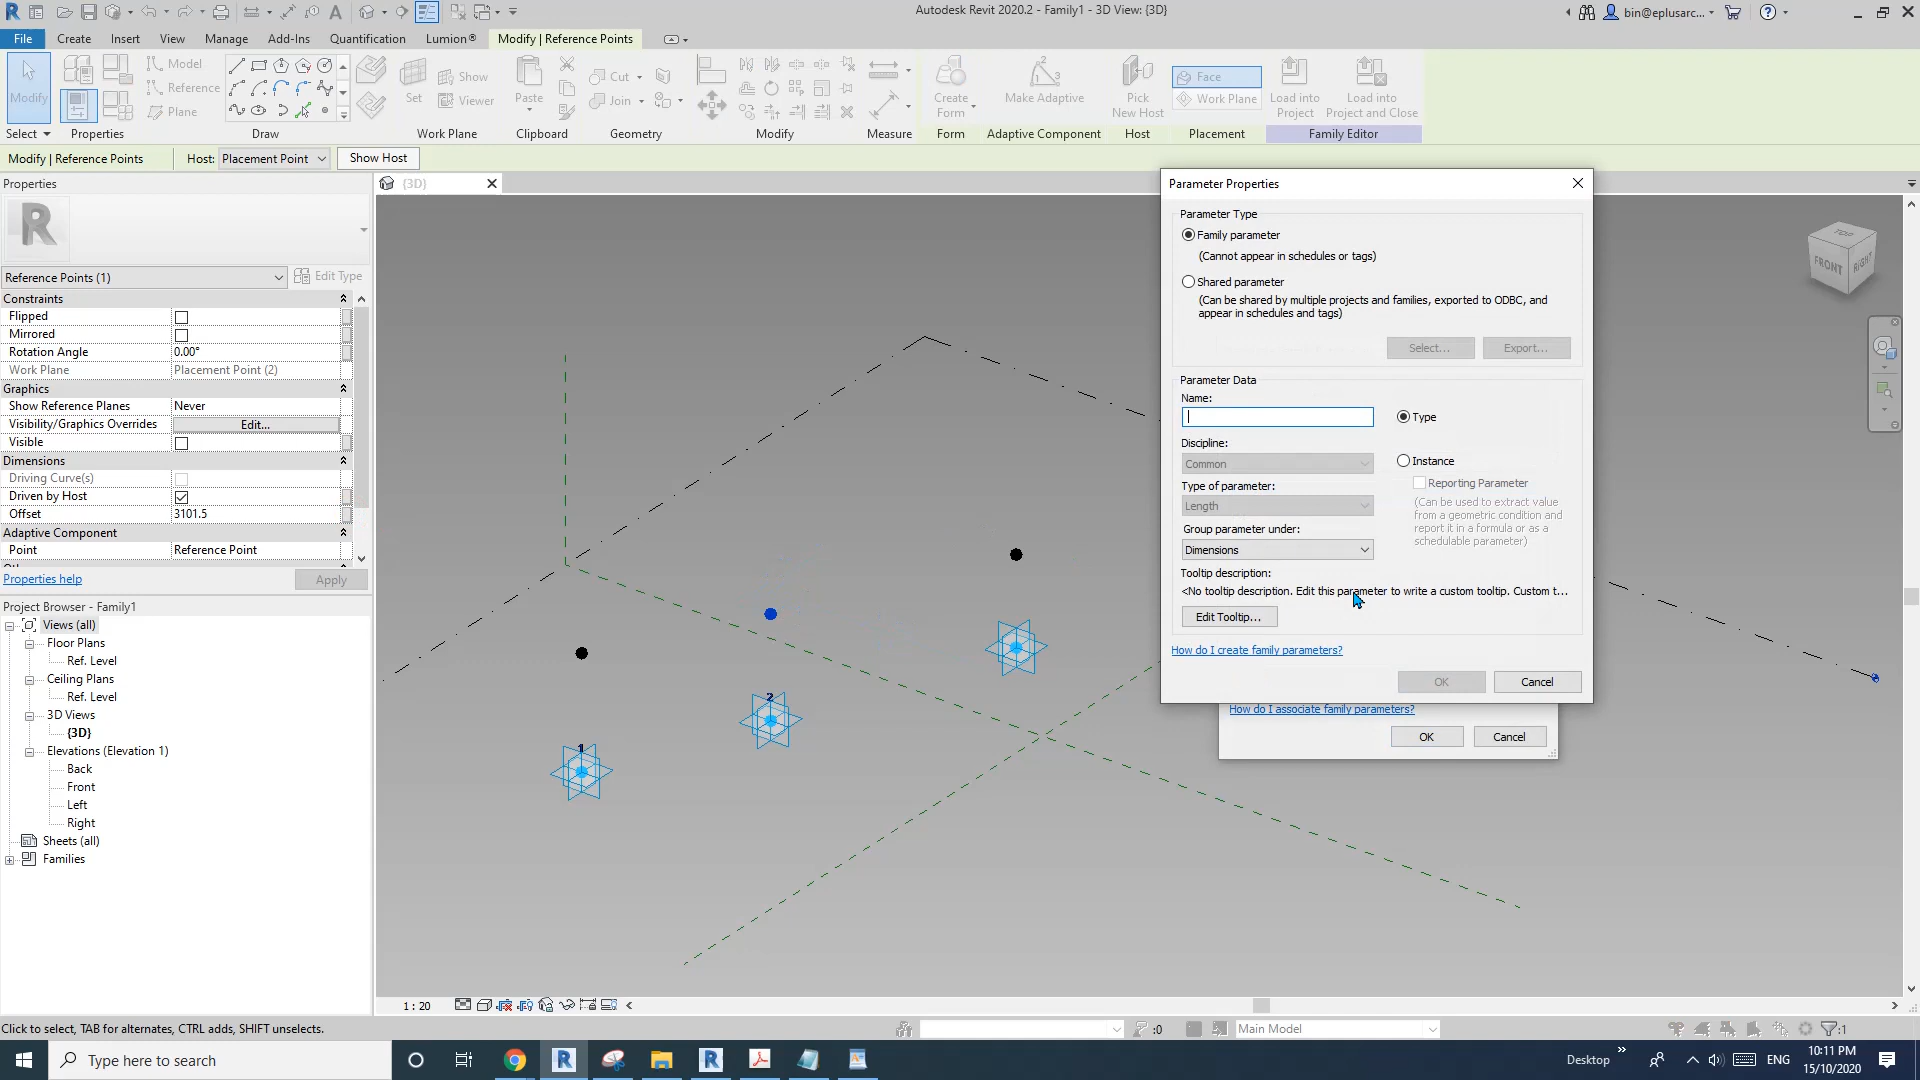 Autodesk Revit 2020.2 - Family1 - 3D View: {3D}
bin@eplusarc...
File Create Insert View Manage Add-Ins Quantification Lumion® Modify | Reference Points
Modify
Model
Reference
Plane
Set
Show
Viewer
Paste
Cut
Join
Create Form
Make Adaptive
Pick New Host
Face
Work Plane
Load into Project
Load into Project and Close
Select Properties Draw Work Plane Clipboard Geometry Modify Measure Form Adaptive Component Host Placement Family Editor
Modify | Reference Points Host: Placement Point Show Host
Properties
{3D}
R
Reference Points (1) Edit Type
Constraints
Flipped
Mirrored
Rotation Angle 0.00°
Work Plane Placement Point (2)
Graphics
Show Reference Planes Never
Visibility/Graphics Overrides Edit...
Visible
Dimensions
Driving Curve(s)
Driven by Host
Offset 3101.5
Adaptive Component
Point Reference Point
Properties help Apply
Project Browser - Family1
Views (all)
Floor Plans
Ref. Level
Ceiling Plans
Ref. Level
3D Views
{3D}
Elevations (Elevation 1)
Back
Front
Left
Right
Sheets (all)
Families
1
2
TOP
FRONT
RIGHT
Parameter Properties
Parameter Type
Family parameter
(Cannot appear in schedules or tags)
Shared parameter
(Can be shared by multiple projects and families, exported to ODBC, and
appear in schedules and tags)
Select... Export...
Parameter Data
Name:
Type
Discipline:
Common
Instance
Type of parameter:
Reporting Parameter
Length
(Can be used to extract value
from a geometric condition and
report it in a formula or as a
schedulable parameter)
Group parameter under:
Dimensions
Tooltip description:
<No tooltip description. Edit this parameter to write a custom tooltip. Custom t...
Edit Tooltip...
How do I create family parameters?
OK Cancel
How do I associate family parameters?
OK Cancel
1 : 20
Click to select, TAB for alternates, CTRL adds, SHIFT unselects.
:0
Main Model
:1
Type here to search
Desktop
ENG
10:11 PM
15/10/2020